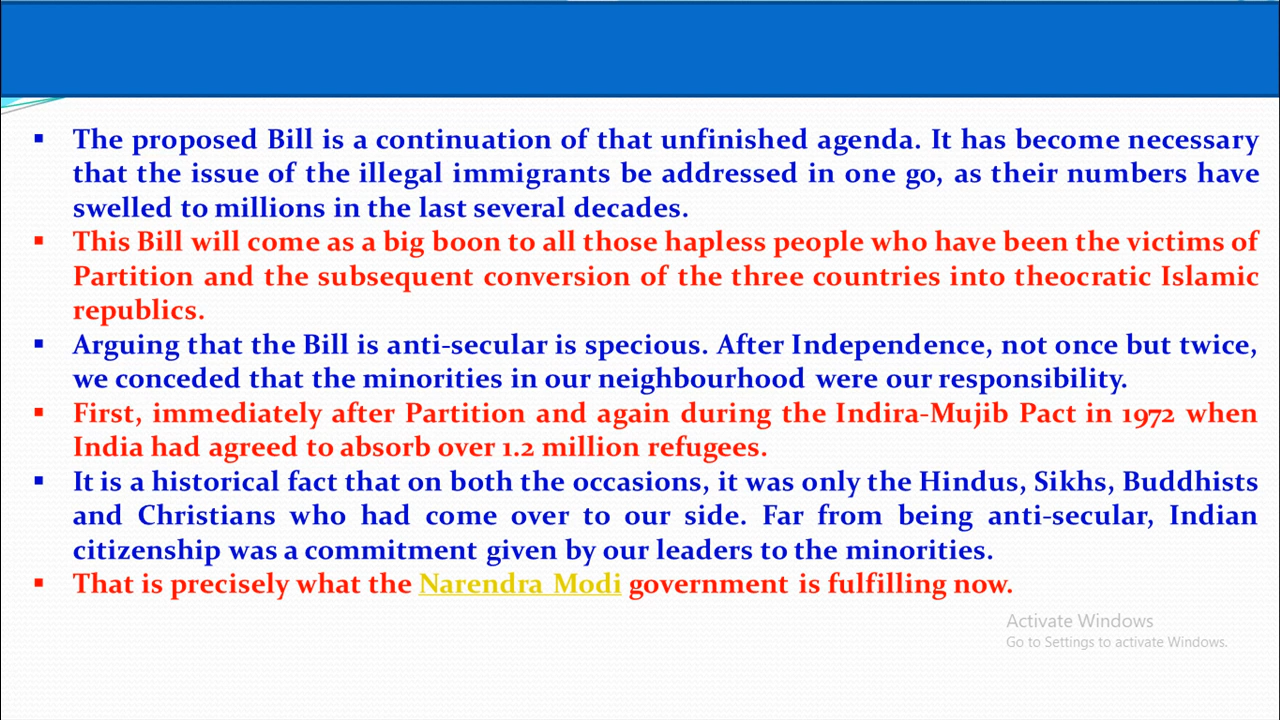 ▪ The proposed Bill is a continuation of that unfinished agenda. It has become necessary
that the issue of the illegal immigrants be addressed in one go, as their numbers have
swelled to millions in the last several decades.
▪ This Bill will come as a big boon to all those hapless people who have been the victims of
Partition and the subsequent conversion of the three countries into theocratic Islamic
republics.
▪ Arguing that the Bill is anti-secular is specious. After Independence, not once but twice,
we conceded that the minorities in our neighbourhood were our responsibility.
▪ First, immediately after Partition and again during the Indira-Mujib Pact in 1972 when
India had agreed to absorb over 1.2 million refugees.
▪ It is a historical fact that on both the occasions, it was only the Hindus, Sikhs, Buddhists
and Christians who had come over to our side. Far from being anti-secular, Indian
citizenship was a commitment given by our leaders to the minorities.
▪ That is precisely what the Narendra Modi government is fulfilling now.
Activate Windows
Go to Settings to activate Windows.